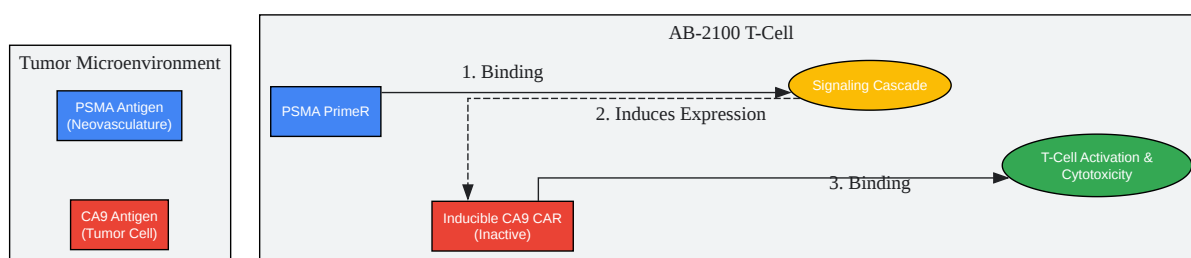 Tumor Microenvironment
PSMA Antigen
(Neovasculature)
CA9 Antigen
(Tumor Cell)
AB-2100 T-Cell
PSMA PrimeR
1. Binding
Signaling Cascade
2. Induces Expression
Inducible CA9 CAR
(Inactive)
3. Binding
T-Cell Activation &
Cytotoxicity